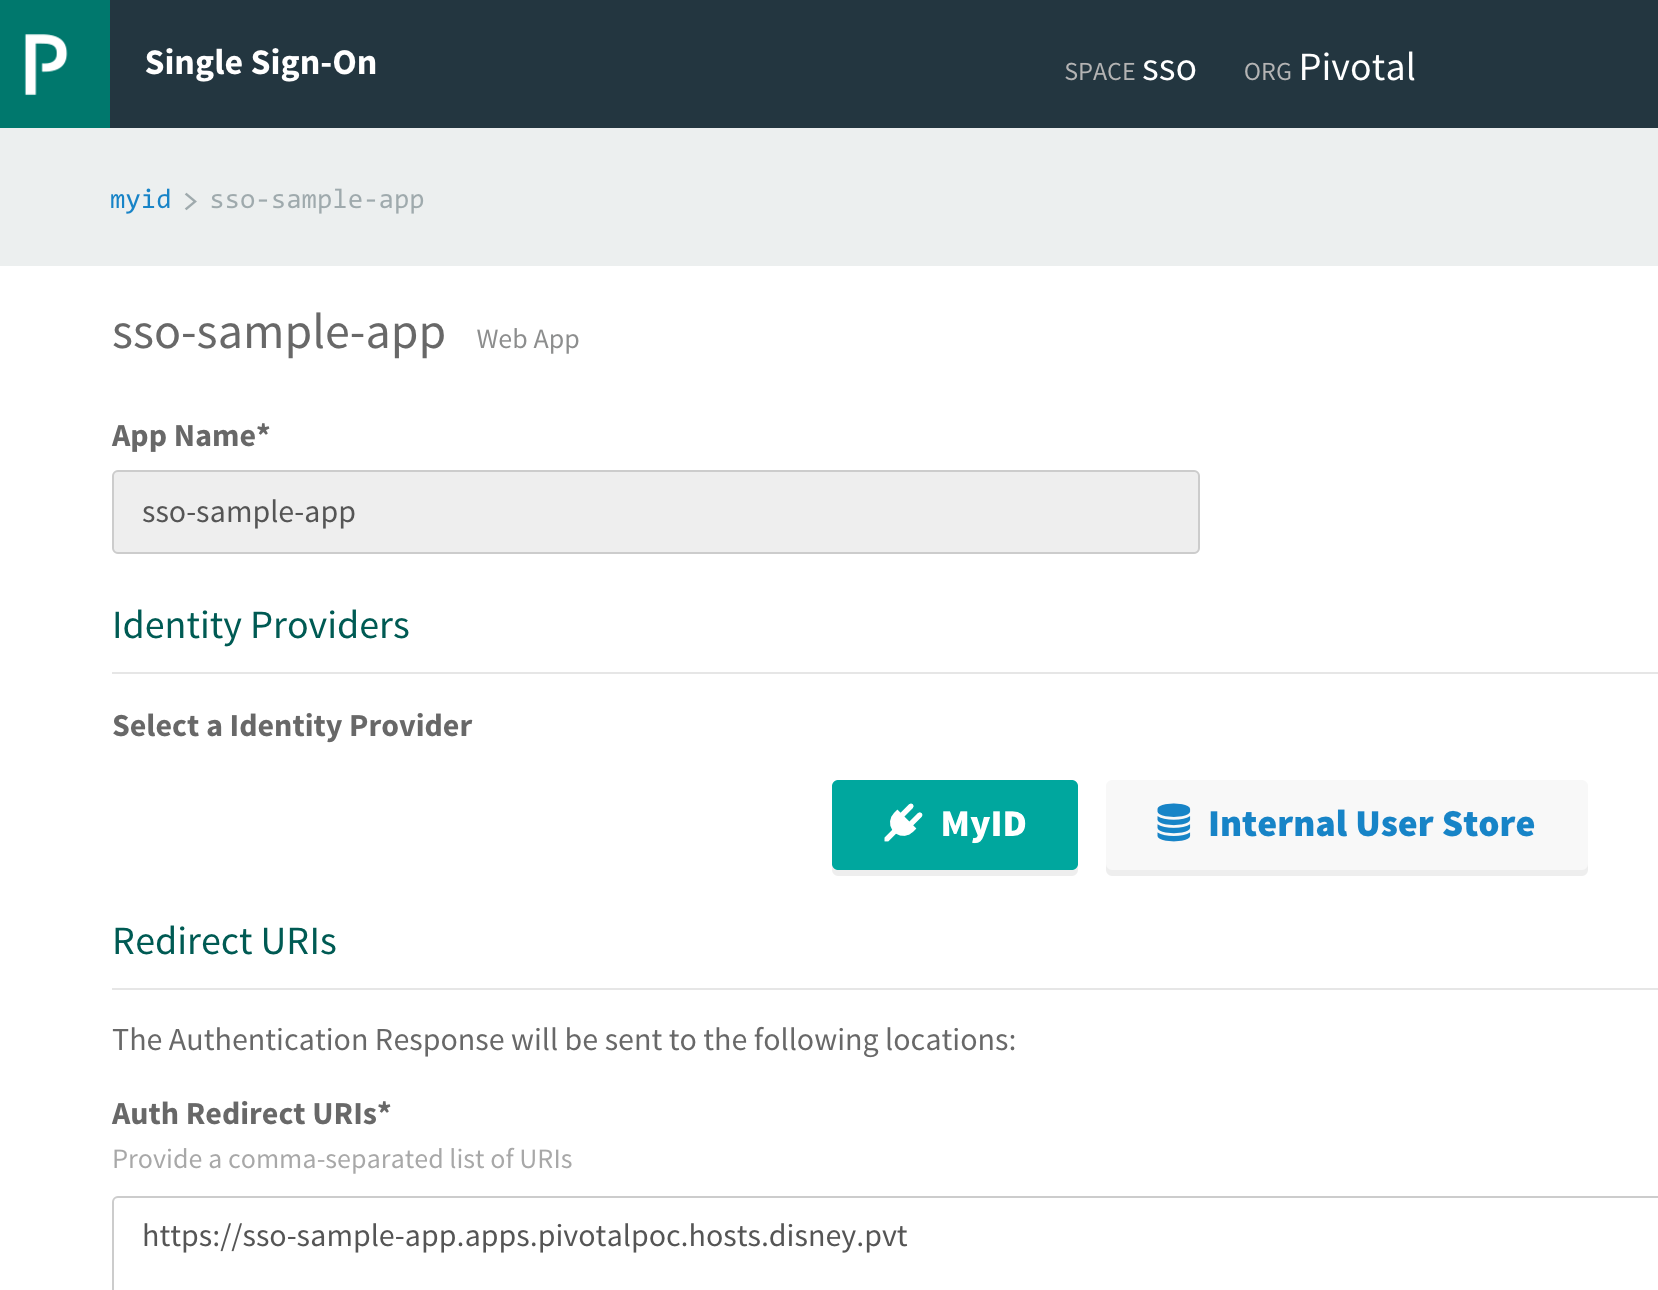 P Single Sign-On SPACE sso ORG Pivotal
myid > sso-sample-app
sso-sample-app Web App
App Name*
sso-sample-app
Identity Providers
Select a Identity Provider
MyID Internal User Store
Redirect URIs
The Authentication Response will be sent to the following locations:
Auth Redirect URIs*
Provide a comma-separated list of URIs
https://sso-sample-app.apps.pivotalpoc.hosts.disney.pvt